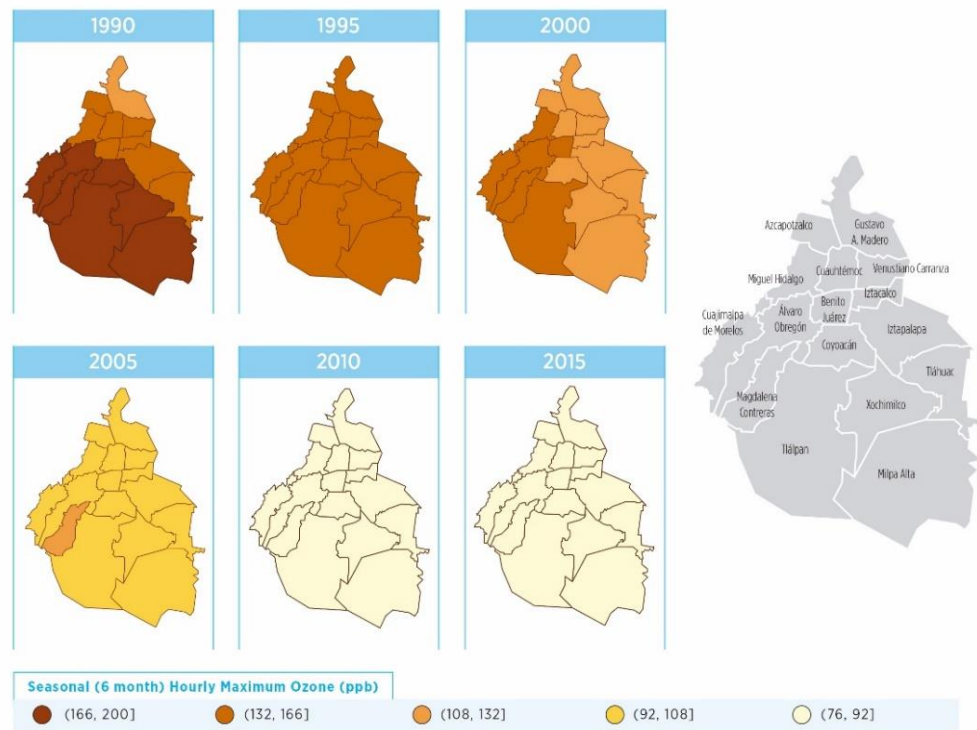 1990
1995
2000
Azcapotzalco
Gustavo
A. Madero
Miguel Hidalgo
Cuauhtémoc
Venustiano Carranza
Iztacalco
Cuajimalpa
de Morelos
Álvaro
Obregón
Benito
Juárez
Iztapalapa
Coyoacán
Tláhuac
Magdalena
Contreras
Xochimilco
Tlálpan
Milpa Alta
2005
2010
2015
Seasonal (6 month) Hourly Maximum Ozone (ppb)
(166, 200]
(132, 166]
(108, 132]
(92, 108]
(76, 92]